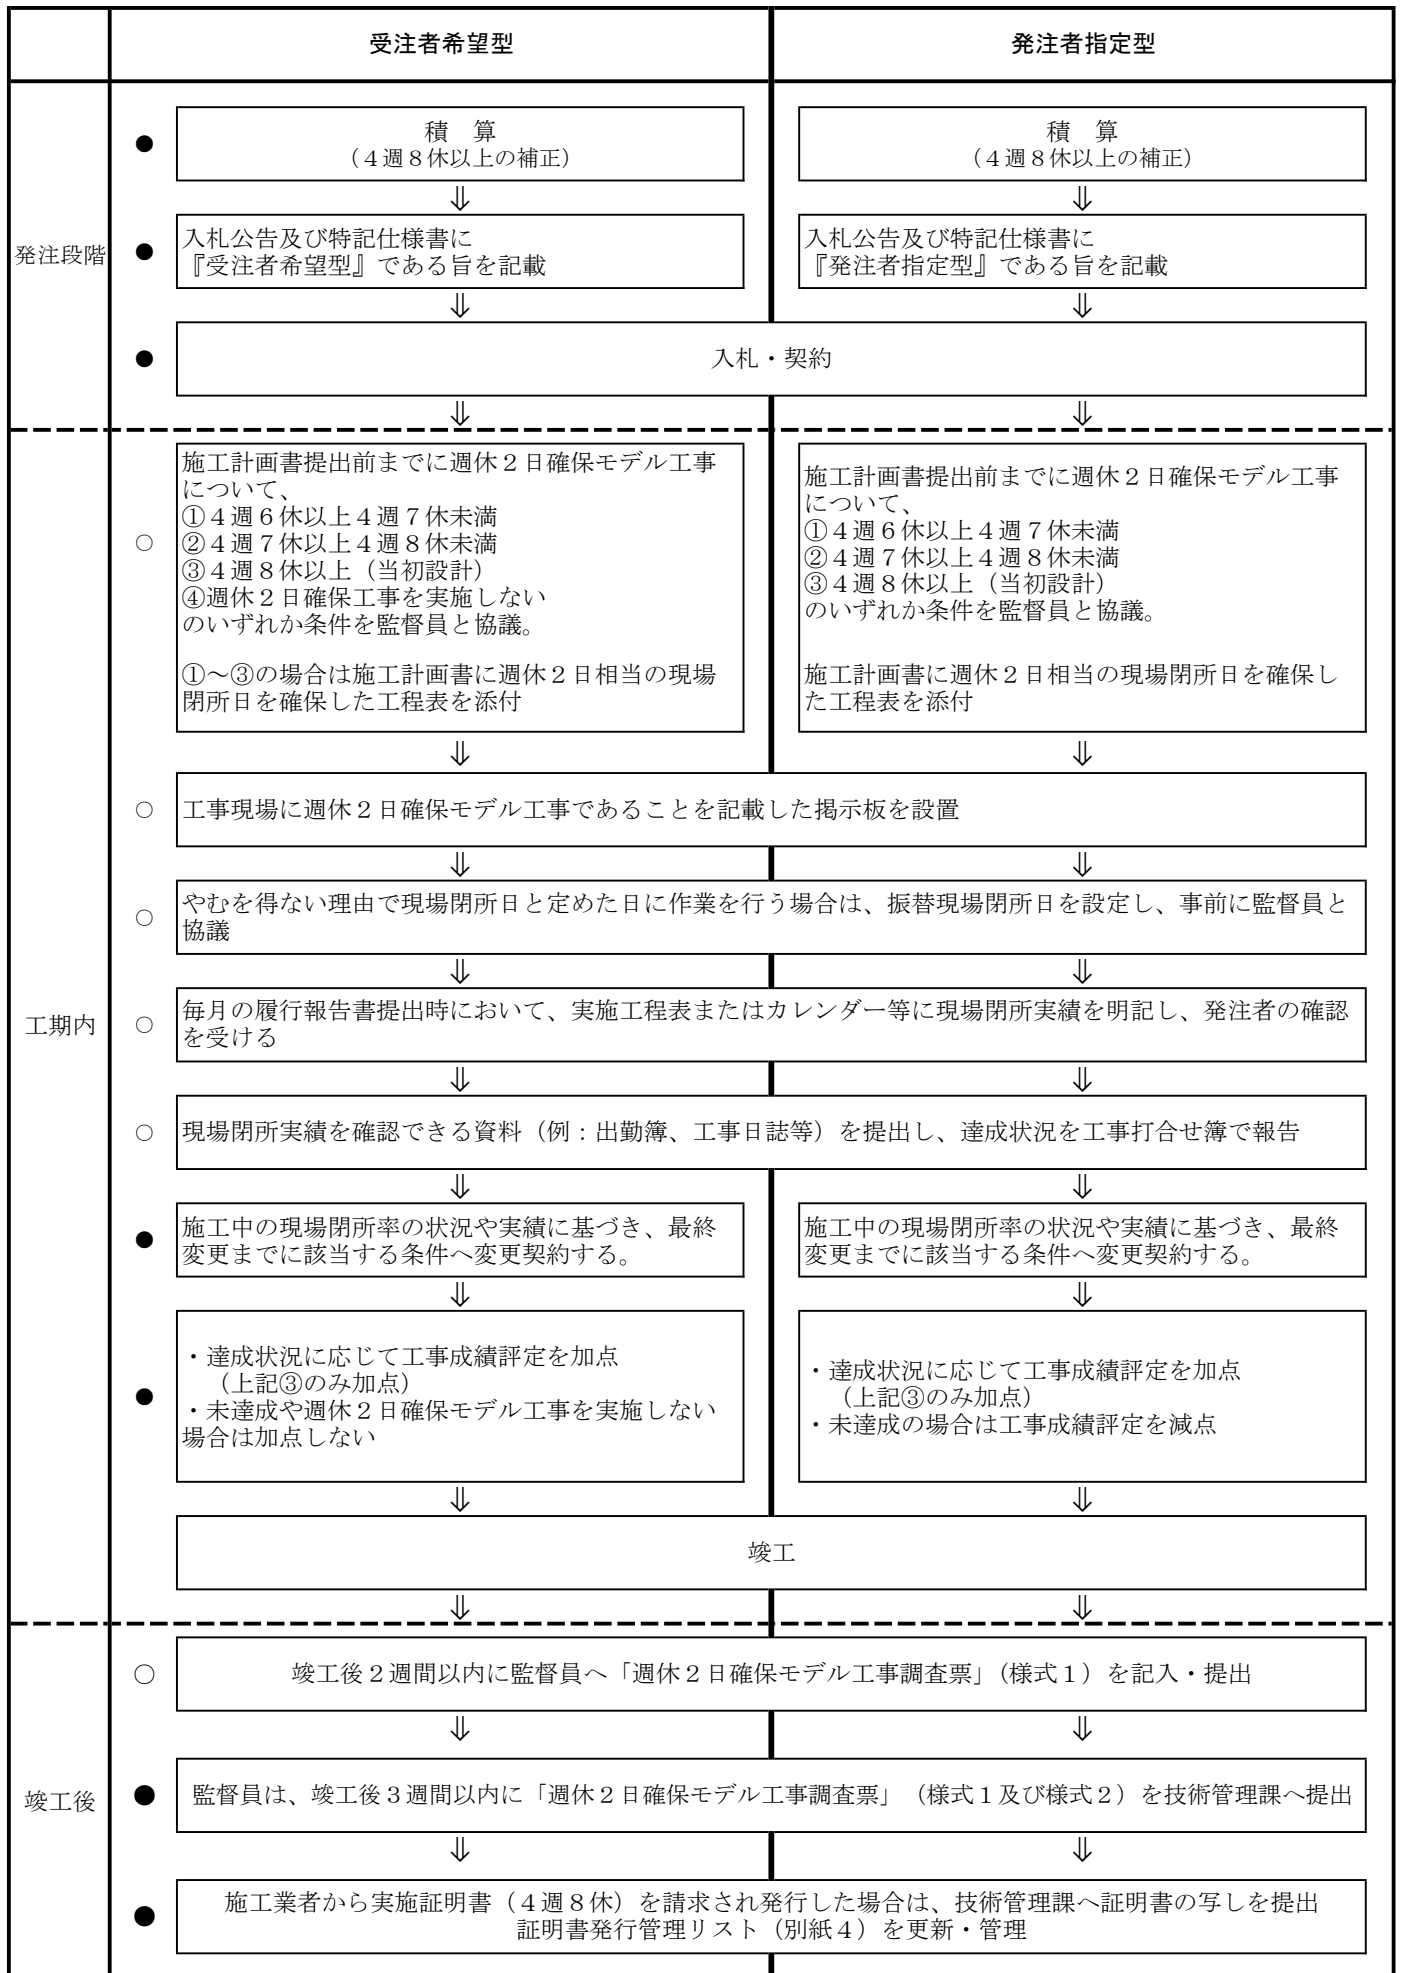 受注者希望型
発注者指定型
発注段階
●
積　算
（４週８休以上の補正）
積　算
（４週８休以上の補正）
⇓
⇓
●
入札公告及び特記仕様書に
『受注者希望型』である旨を記載
入札公告及び特記仕様書に
『発注者指定型』である旨を記載
⇓
⇓
●
入札・契約
⇓
⇓
工期内
○
施工計画書提出前までに週休２日確保モデル工事
について、
①４週６休以上４週７休未満
②４週７休以上４週８休未満
③４週８休以上（当初設計）
④週休２日確保工事を実施しない
のいずれか条件を監督員と協議。
①～③の場合は施工計画書に週休２日相当の現場
閉所日を確保した工程表を添付
施工計画書提出前までに週休２日確保モデル工事
について、
①４週６休以上４週７休未満
②４週７休以上４週８休未満
③４週８休以上（当初設計）
のいずれか条件を監督員と協議。
施工計画書に週休２日相当の現場閉所日を確保し
た工程表を添付
⇓
⇓
○
工事現場に週休２日確保モデル工事であることを記載した掲示板を設置
⇓
⇓
○
やむを得ない理由で現場閉所日と定めた日に作業を行う場合は、振替現場閉所日を設定し、事前に監督員と
協議
⇓
⇓
○
毎月の履行報告書提出時において、実施工程表またはカレンダー等に現場閉所実績を明記し、発注者の確認
を受ける
⇓
⇓
○
現場閉所実績を確認できる資料（例：出勤簿、工事日誌等）を提出し、達成状況を工事打合せ簿で報告
⇓
⇓
●
施工中の現場閉所率の状況や実績に基づき、最終
変更までに該当する条件へ変更契約する。
施工中の現場閉所率の状況や実績に基づき、最終
変更までに該当する条件へ変更契約する。
⇓
⇓
●
・達成状況に応じて工事成績評定を加点
（上記③のみ加点）
・未達成や週休２日確保モデル工事を実施しない
場合は加点しない
・達成状況に応じて工事成績評定を加点
（上記③のみ加点）
・未達成の場合は工事成績評定を減点
⇓
⇓
竣工
⇓
⇓
竣工後
○
竣工後２週間以内に監督員へ「週休２日確保モデル工事調査票」（様式１）を記入・提出
⇓
⇓
●
監督員は、竣工後３週間以内に「週休２日確保モデル工事調査票」（様式１及び様式２）を技術管理課へ提出
⇓
⇓
●
施工業者から実施証明書（４週８休）を請求され発行した場合は、技術管理課へ証明書の写しを提出
証明書発行管理リスト（別紙４）を更新・管理